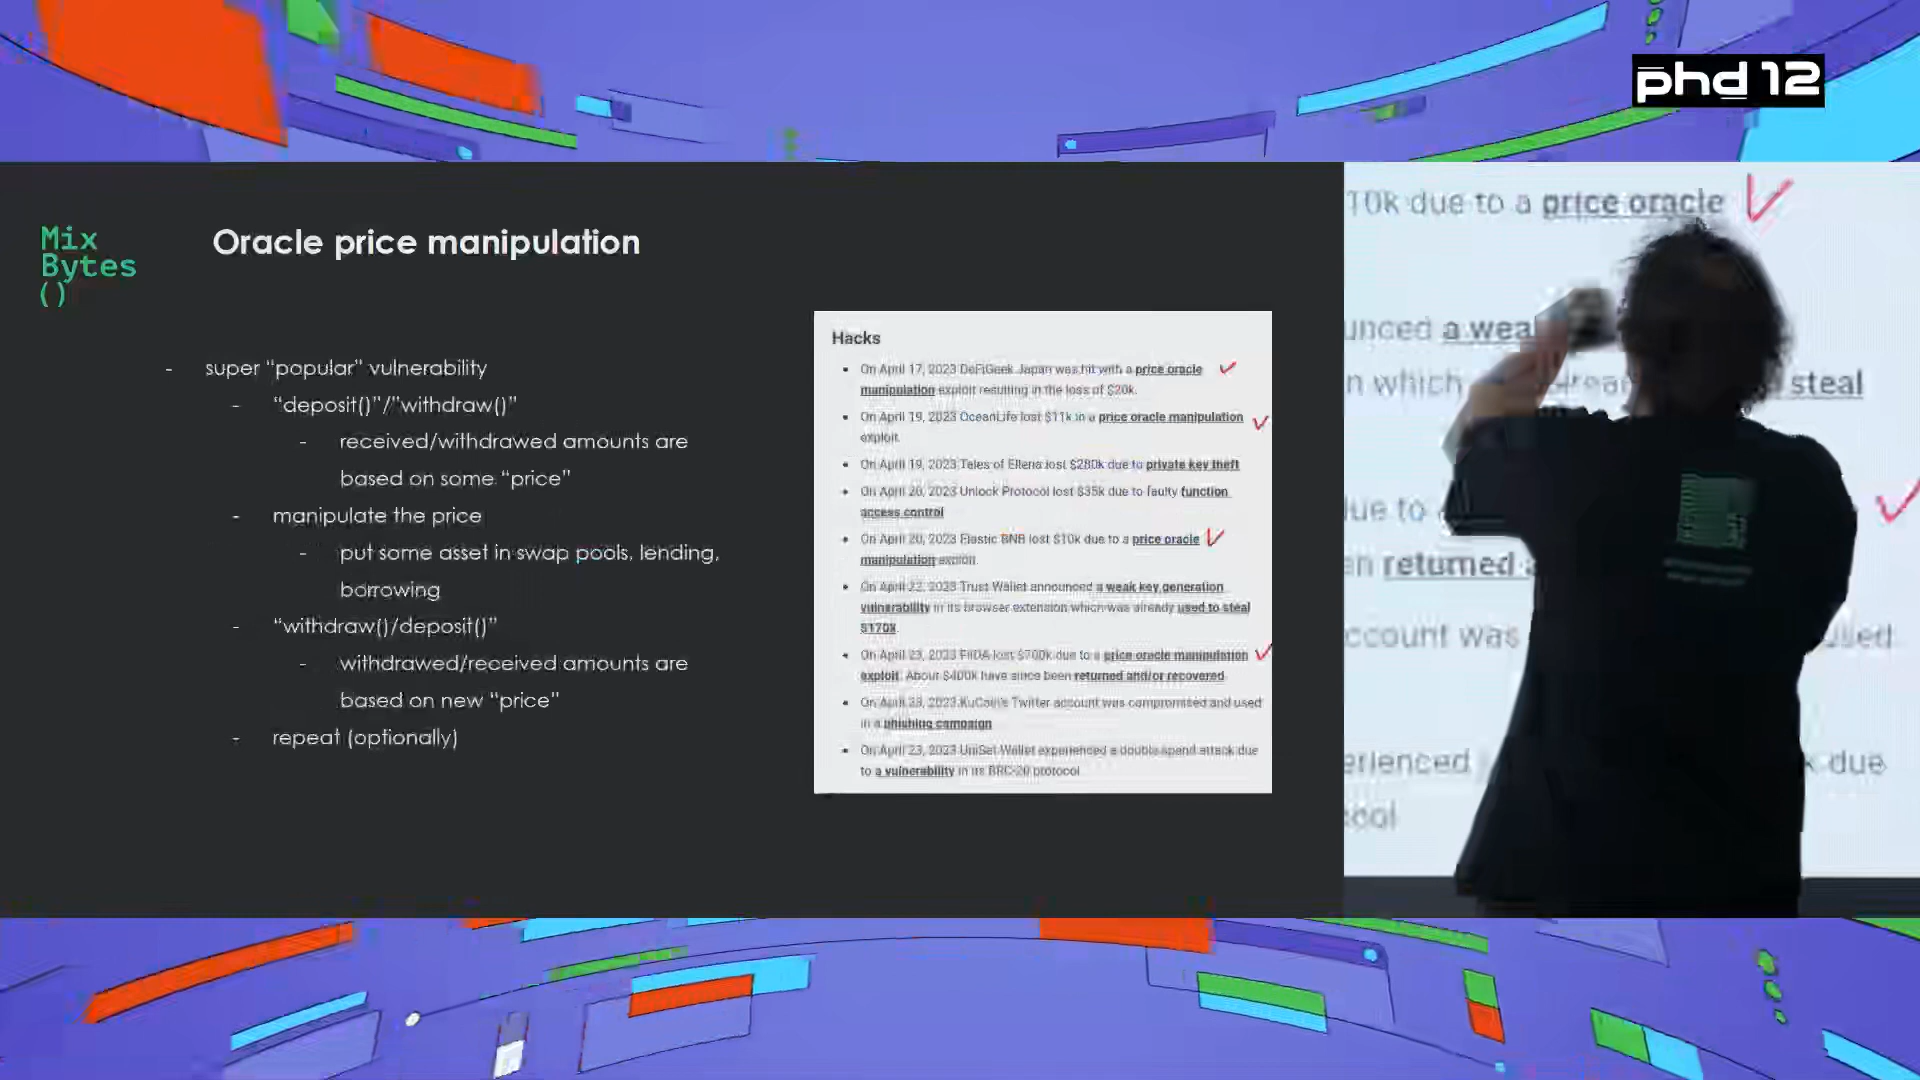 phd 12
Mix
Bytes
()
Oracle price manipulation
- super “popular” vulnerability
- “deposit()”/”withdraw()”
- received/withdrawed amounts are
based on some “price”
- manipulate the price
- put some asset in swap pools, lending,
borrowing
- “withdraw()/deposit()”
- withdrawed/received amounts are
based on new “price”
- repeat (optionally)
Hacks
• On April 17, 2023 DeFiGeek Japan was hit with a price oracle
manipulation exploit resulting in the loss of $20k.
• On April 19, 2023 OceanLife lost $11k in a price oracle manipulation
exploit.
• On April 19, 2023 Tales of Elleria lost $280k due to private key theft
• On April 20, 2023 Unlock Protocol lost $35k due to faulty function
access control
• On April 20, 2023 Elastic BNB lost $10k due to a price oracle
manipulation exploit.
• On April 22, 2023 Trust Wallet announced a weak key generation
vulnerability in its browser extension which was already used to steal
$170k.
• On April 23, 2023 FilDA lost $700k due to a price oracle manipulation
exploit. About $400k have since been returned and/or recovered
• On April 23, 2023 KuCoin's Twitter account was compromised and used
in a phishing campaign
• On April 23, 2023 UniSat Wallet experienced a double spend attack due
to a vulnerability in its BRC-20 protocol
10k due to a price oracle
unced a weak
n which steal
due to
n returned
ccount was used
erienced k due